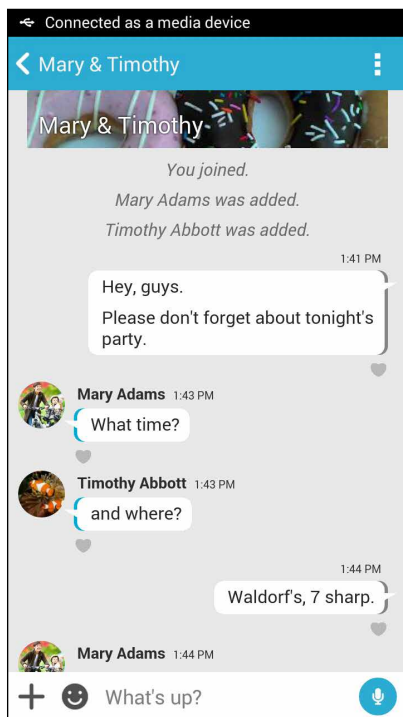 Connected as a media device
Mary & Timothy
Mary & Timothy
You joined.
Mary Adams was added.
Timothy Abbott was added.
1:41 PM
Hey, guys.
Please don't forget about tonight's
party.
Mary Adams 1:43 PM
What time?
Timothy Abbott 1:43 PM
and where?
1:44 PM
Waldorf's, 7 sharp.
Mary Adams 1:44 PM
What's up?